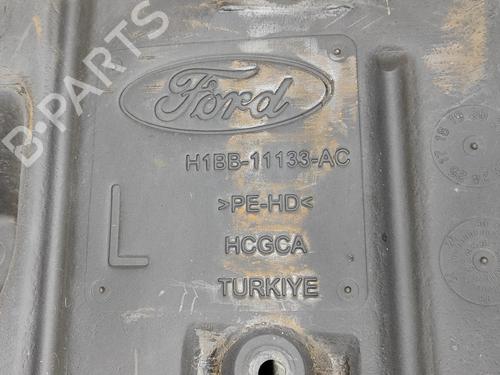 B-PARTS
Ford
H1BB-11133-AC
L
>PE-HD<
HCGCA
TURKIYE